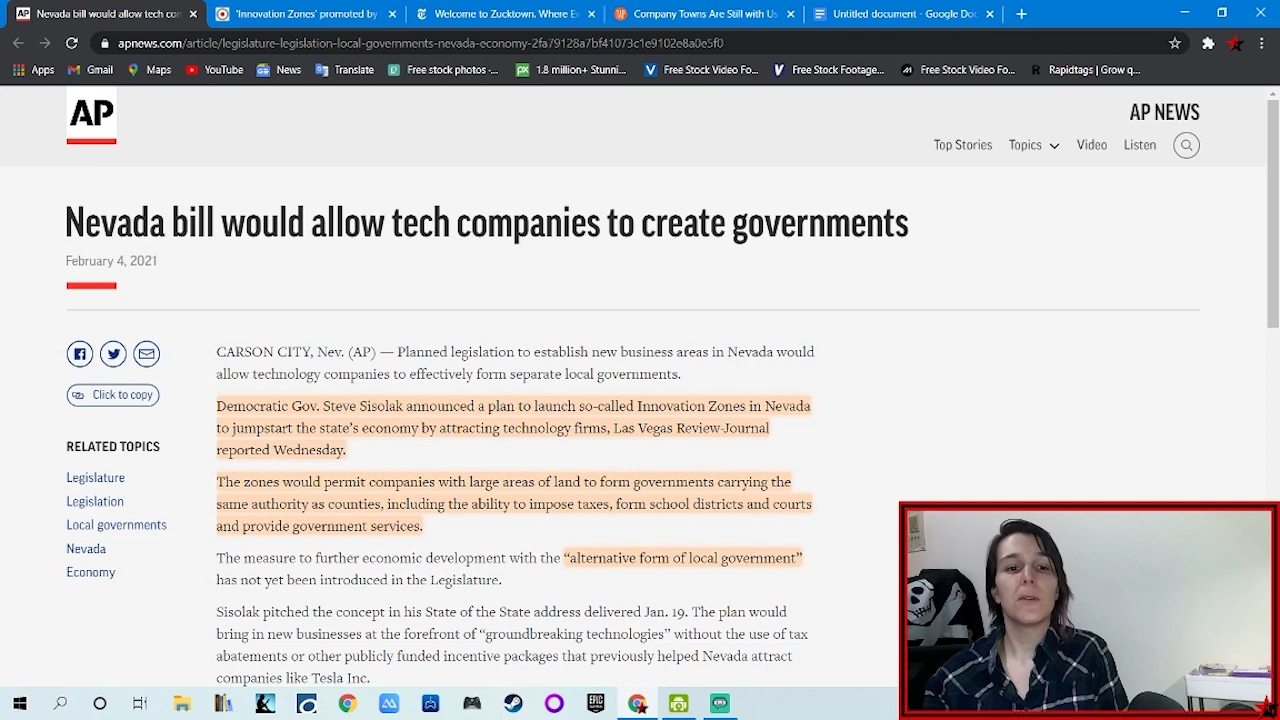 Nevada bill would allow tech com
'Innovation Zones' promoted by
Welcome to Zucktown. Where Ev
Company Towns Are Still with Us
Untitled document - Google Doc
apnews.com/article/legislature-legislation-local-governments-nevada-economy-2fa79128a7bf41073c1e9102e8a0e5f0
Apps
Gmail
Maps
YouTube
News
Translate
Free stock photos -...
1.8 million+ Stunni...
Free Stock Video Fo...
Free Stock Footage...
Free Stock Video Fo...
Rapidtags | Grow q...
AP
AP NEWS
Top Stories
Topics
Video
Listen
Nevada bill would allow tech companies to create governments
February 4, 2021
Click to copy
RELATED TOPICS
Legislature
Legislation
Local governments
Nevada
Economy
CARSON CITY, Nev. (AP) — Planned legislation to establish new business areas in Nevada would
allow technology companies to effectively form separate local governments.
Democratic Gov. Steve Sisolak announced a plan to launch so-called Innovation Zones in Nevada
to jumpstart the state's economy by attracting technology firms, Las Vegas Review-Journal
reported Wednesday.
The zones would permit companies with large areas of land to form governments carrying the
same authority as counties, including the ability to impose taxes, form school districts and courts
and provide government services.
The measure to further economic development with the “alternative form of local government”
has not yet been introduced in the Legislature.
Sisolak pitched the concept in his State of the State address delivered Jan. 19. The plan would
bring in new businesses at the forefront of “groundbreaking technologies” without the use of tax
abatements or other publicly funded incentive packages that previously helped Nevada attract
companies like Tesla Inc.
EPIC